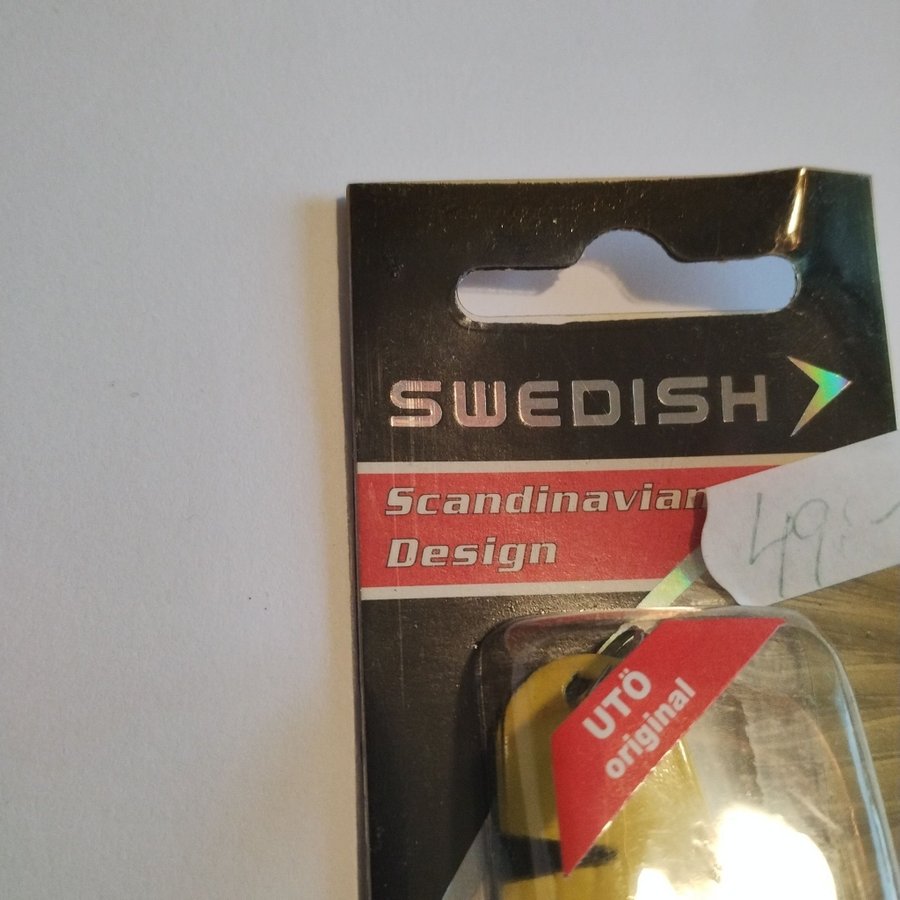 SWEDISH
Scandinavian
Design
49:-
UTÖ
original